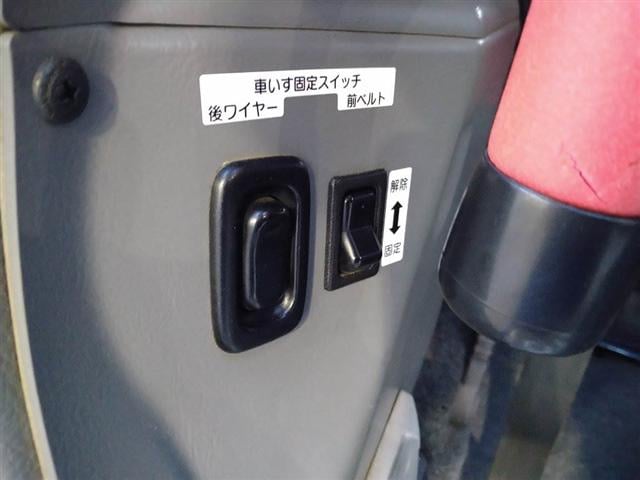 車いす固定スイッチ
後ワイヤー
前ベルト
解除
固定